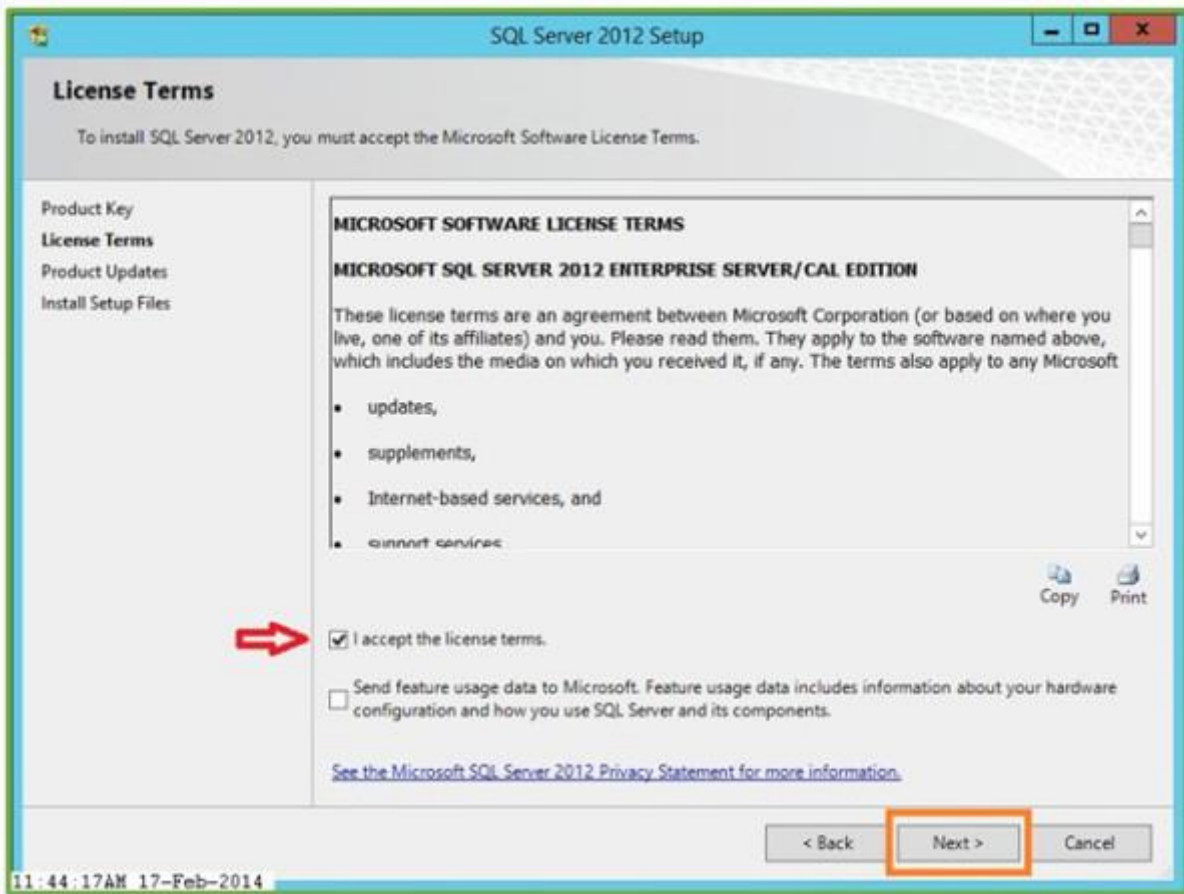 SQL Server 2012 Setup
License Terms
To install SQL Server 2012, you must accept the Microsoft Software License Terms.
Product Key
License Terms
Product Updates
Install Setup Files
MICROSOFT SOFTWARE LICENSE TERMS
MICROSOFT SQL SERVER 2012 ENTERPRISE SERVER/CAL EDITION
These license terms are an agreement between Microsoft Corporation (or based on where you
live, one of its affiliates) and you. Please read them. They apply to the software named above,
which includes the media on which you received it, if any. The terms also apply to any Microsoft
• updates,
• supplements,
• Internet-based services, and
• support services
Copy Print
I accept the license terms.
Send feature usage data to Microsoft. Feature usage data includes information about your hardware
configuration and how you use SQL Server and its components.
See the Microsoft SQL Server 2012 Privacy Statement for more information.
< Back Next > Cancel
11:44:17AM 17-Feb-2014